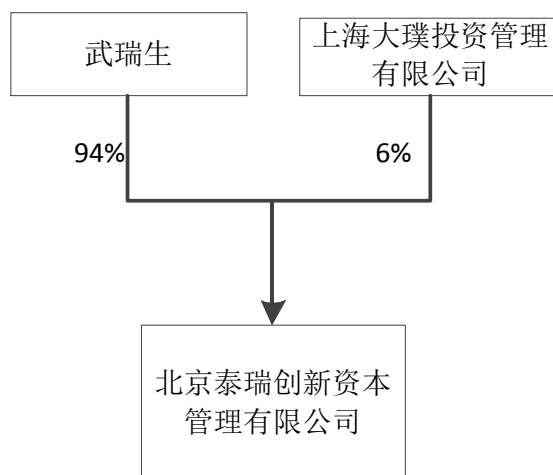 武瑞生
上海大璞投资管理
有限公司
94%
6%
北京泰瑞创新资本
管理有限公司